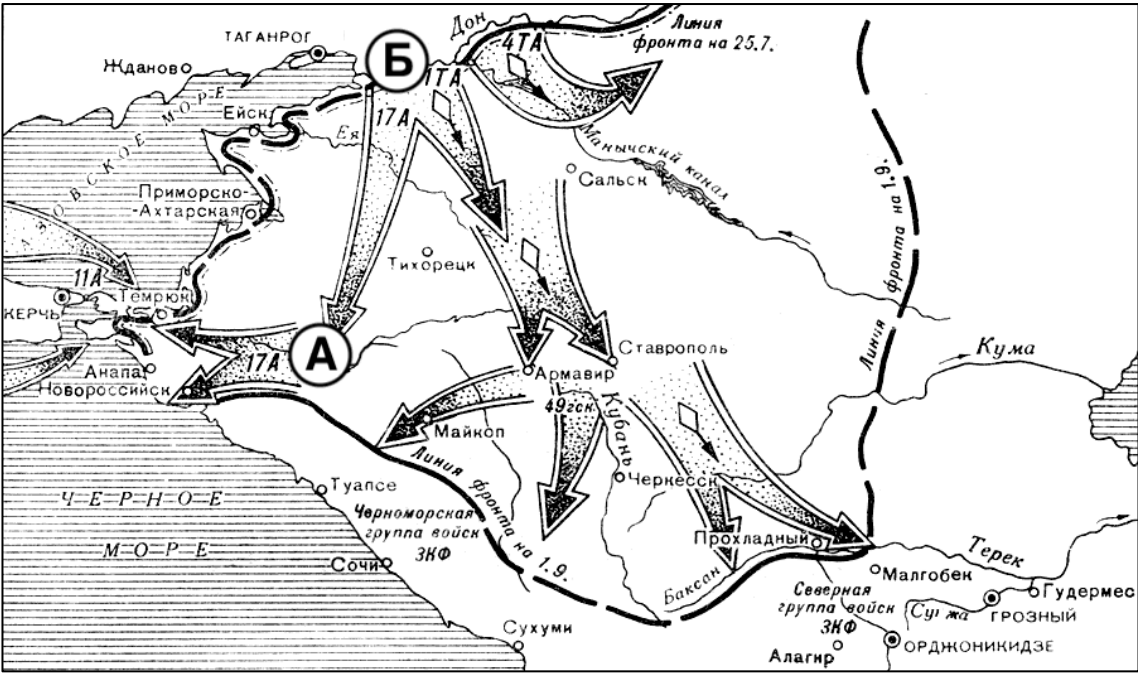 Дон
Линия
фронта на 25.7.
4ТА
ТАГАНРОГ
Б
1ТА
Жданово
17А
Ейск
Ея
АЗОВСКОЕ МОРЕ
Манычский канал
Сальск
Приморско-
-Ахтарская
Линия фронта на 1.9.
Тихорецк
11А
Темрюк
КЕРЧЬ
А
17А
Ставрополь
Кума
Анапа
Армавир
Новороссийск
49гск
Кубань
Майкоп
Черкесск
Линия фронта на 1.9.
Туапсе
ЧЕРНОЕ
МОРЕ
Черноморская
группа войск
ЗКФ
Прохладный
Терек
Сочи
Баксан
Малгобек
Гудермес
Северная
группа войск
ЗКФ
Сунжа
ГРОЗНЫЙ
Сухуми
Алагир
ОРДЖОНИКИДЗЕ